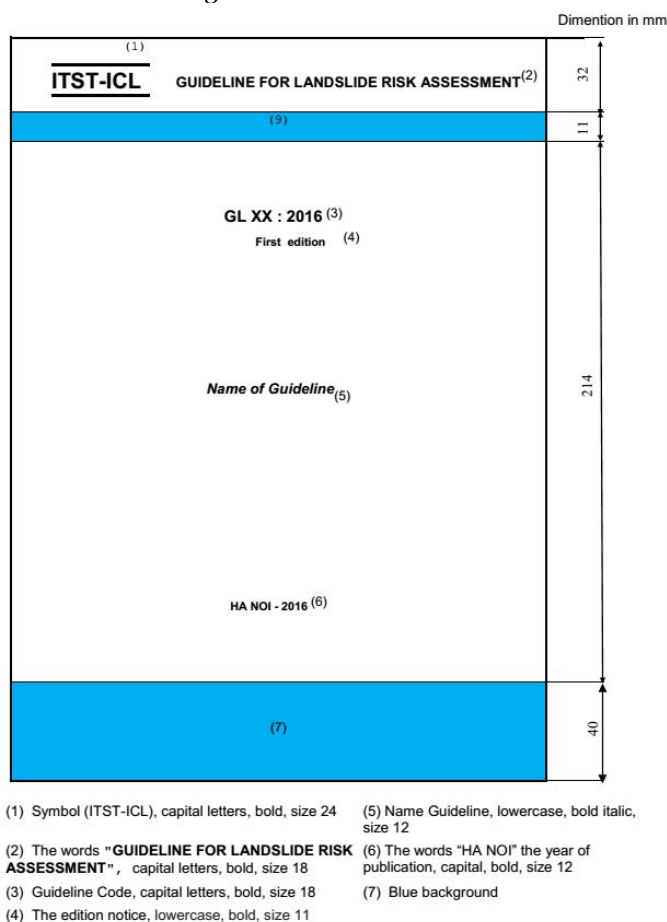 Dimention in mm
(1)
ITST-ICL GUIDELINE FOR LANDSLIDE RISK ASSESSMENT(2)
32
(9)
11
GL XX : 2016 (3)
First edition (4)
Name of Guideline(5)
214
HA NOI - 2016 (6)
(7)
40
(1) Symbol (ITST-ICL), capital letters, bold, size 24
(2) The words "GUIDELINE FOR LANDSLIDE RISK
ASSESSMENT", capital letters, bold, size 18
(3) Guideline Code, capital letters, bold, size 18
(4) The edition notice, lowercase, bold, size 11
(5) Name Guideline, lowercase, bold italic,
size 12
(6) The words “HA NOI” the year of
publication, capital, bold, size 12
(7) Blue background